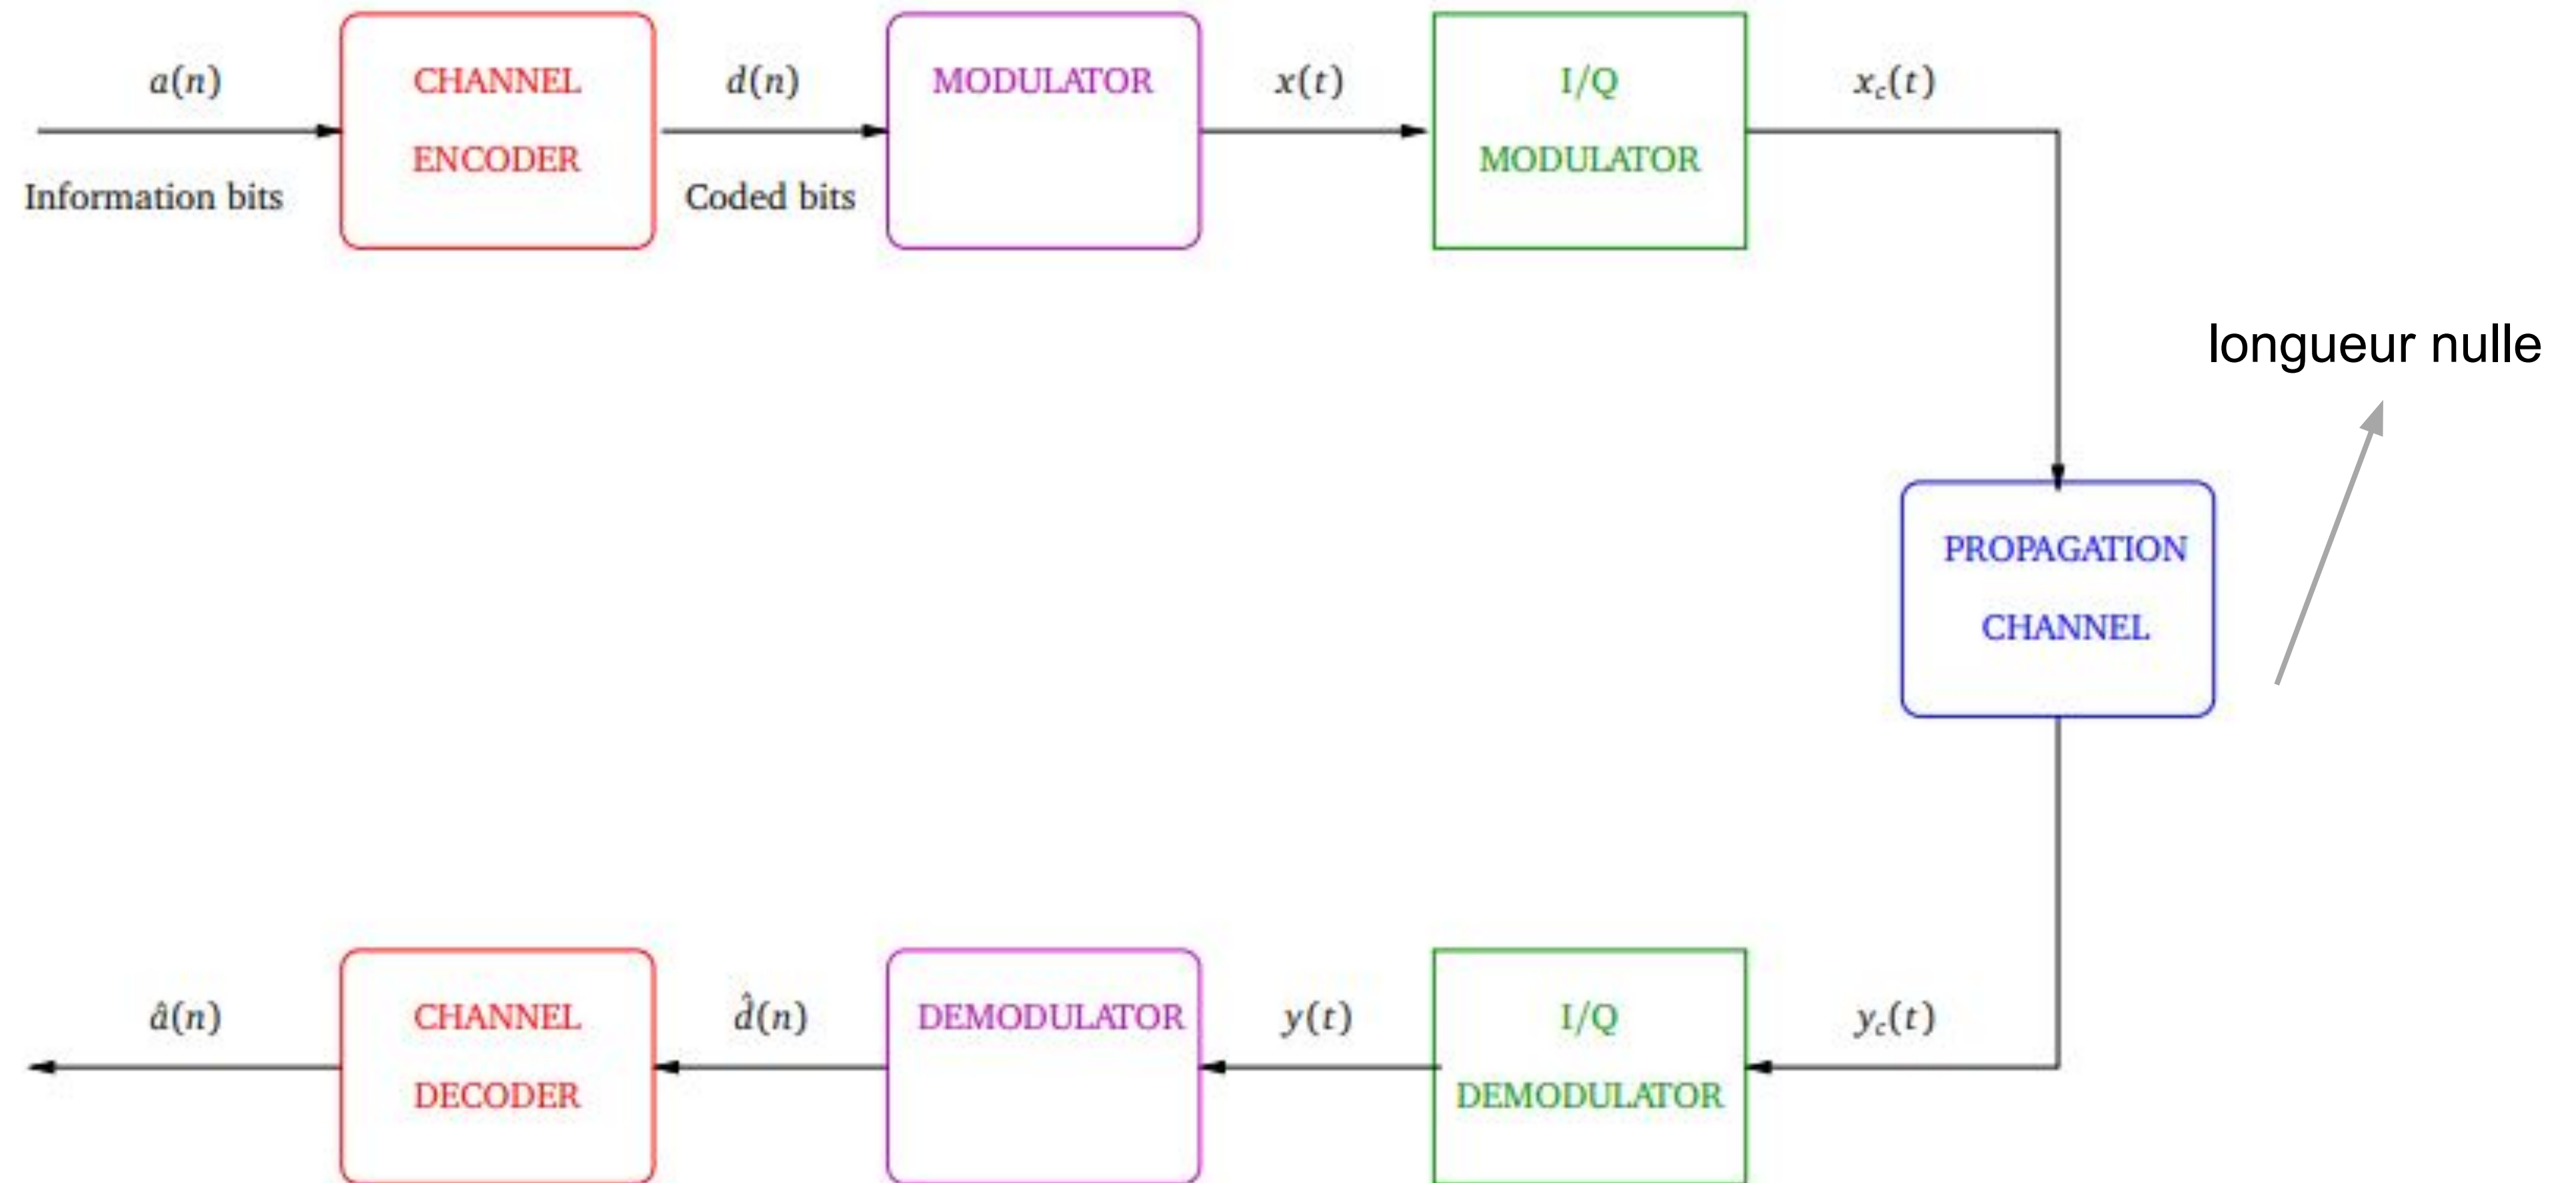 a(n)
CHANNEL
ENCODER
Information bits
d(n)
Coded bits
MODULATOR
x(t)
I/Q
MODULATOR
x_c(t)
longueur nulle
PROPAGATION
CHANNEL
â(n)
CHANNEL
DECODER
d̂(n)
DEMODULATOR
y(t)
I/Q
DEMODULATOR
y_c(t)